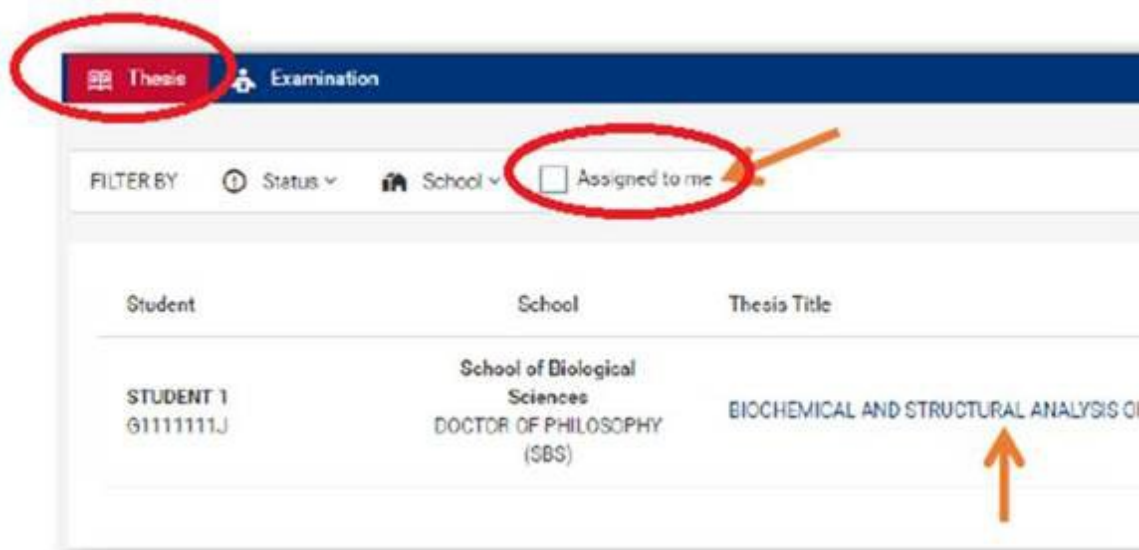 Thesis Examination
FILTER BY Status School Assigned to me
Student School Thesis Title
School of Biological
STUDENT 1 Sciences BIOCHEMICAL AND STRUCTURAL ANALYSIS
G1111111J DOCTOR OF PHILOSOPHY
(SBS)